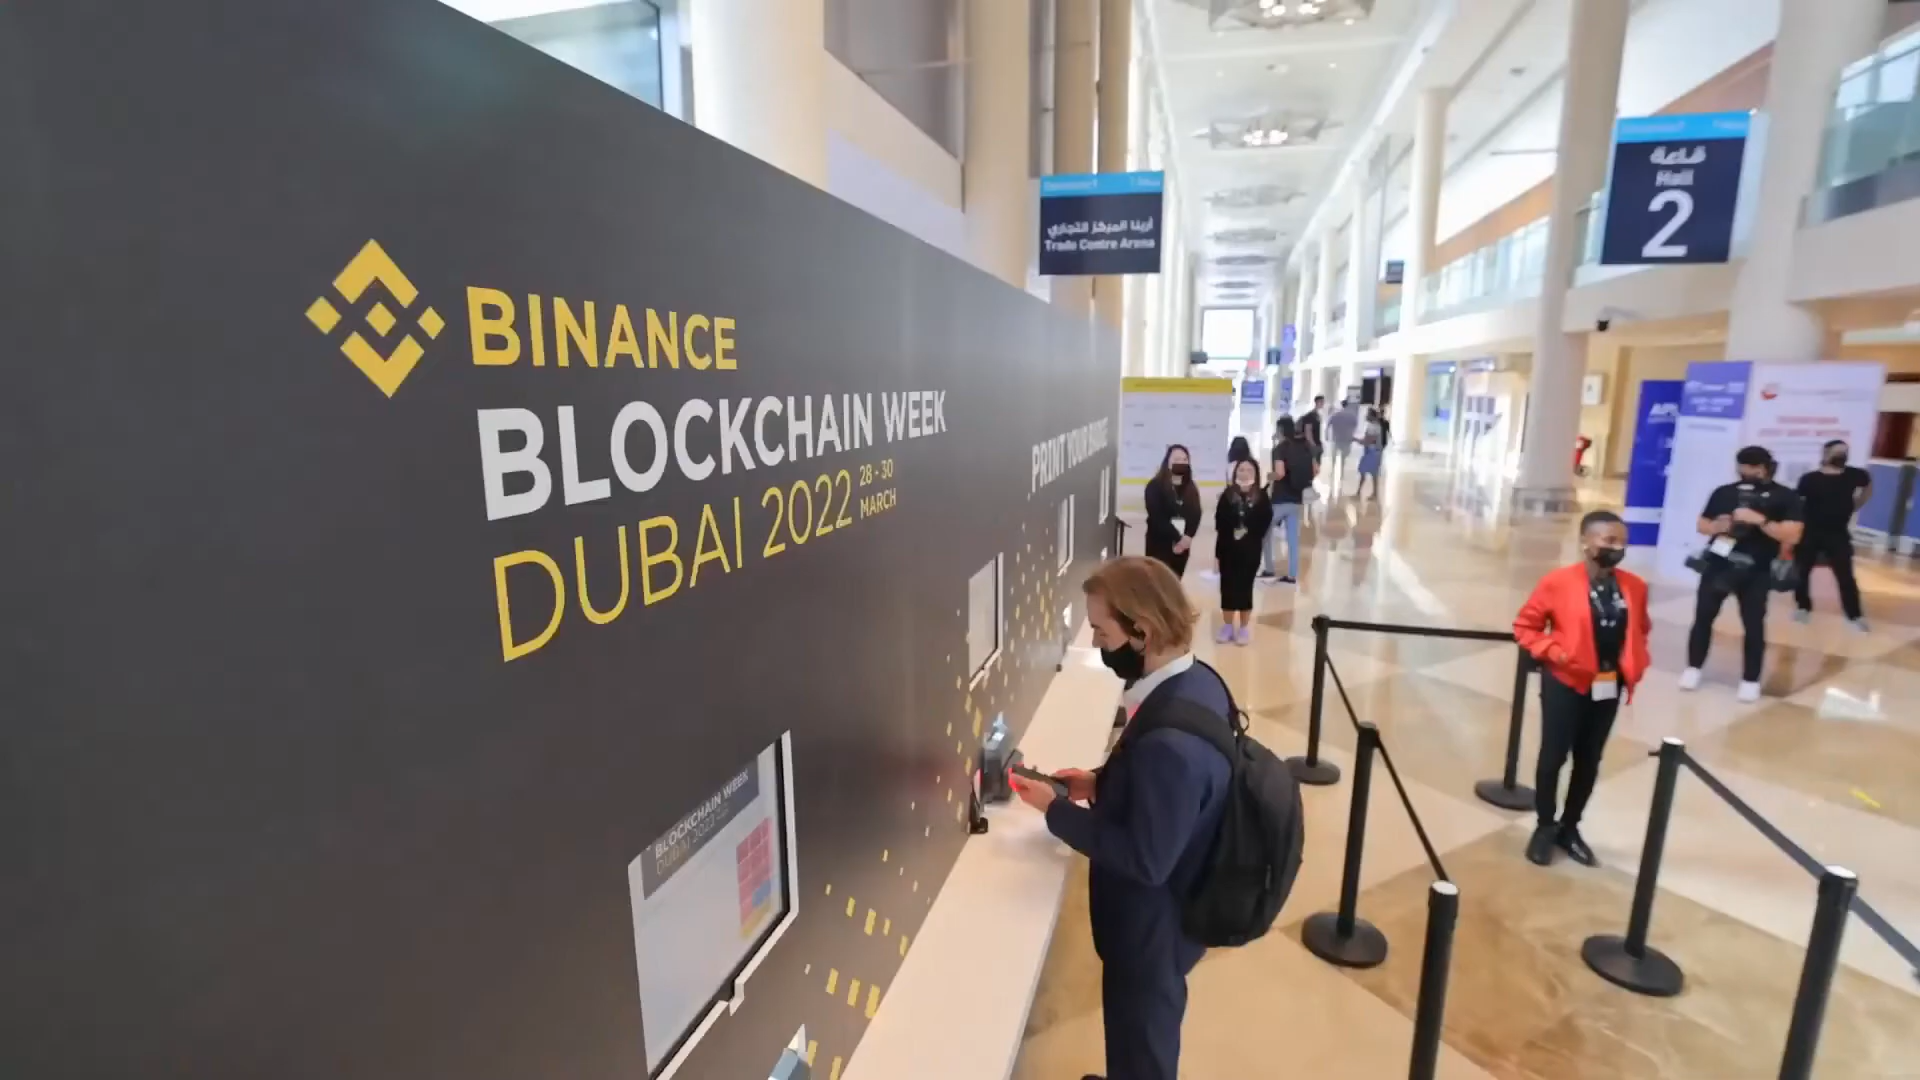 BINANCE
BLOCKCHAIN WEEK
DUBAI 2022 28 - 30
MARCH
PRINT YOUR BADGE
أرينا المركز التجاري
Trade Centre Arena
قاعة
Hall
2
BLOCKCHAIN WEEK
DUBAI 2022